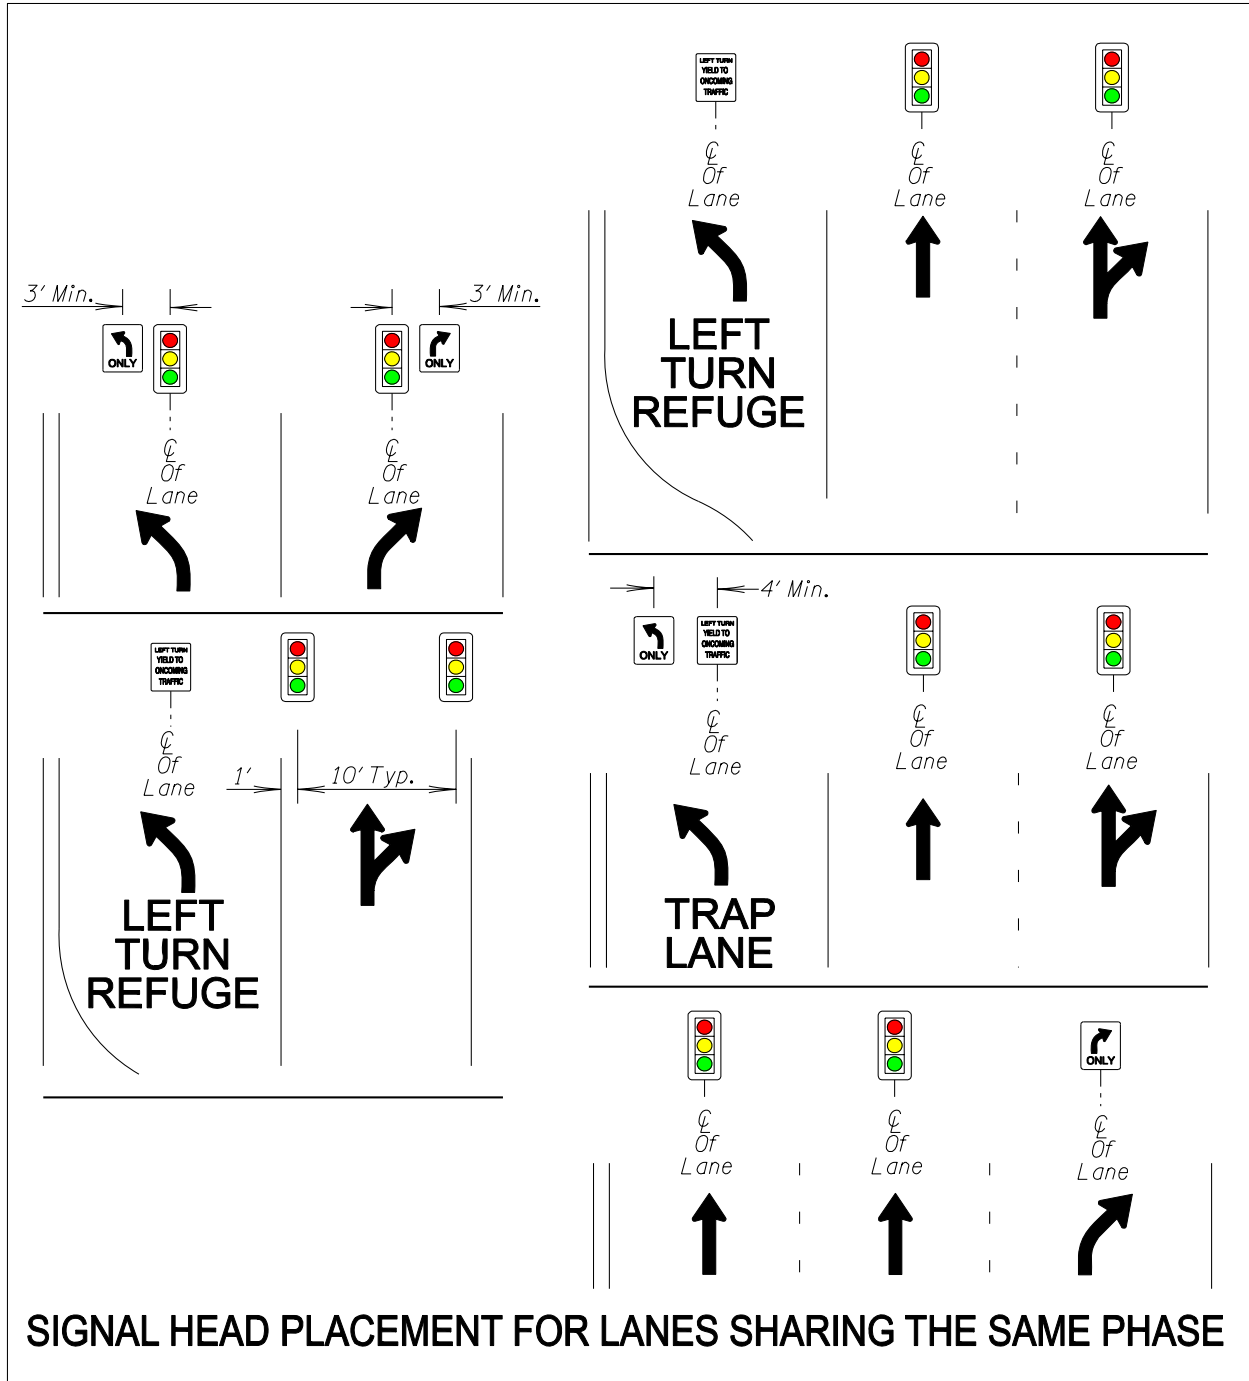 3' Min.
3' Min.
ONLY
ONLY
℄
Of
Lane
℄
Of
Lane
LEFT TURN
YIELD TO
ONCOMING
TRAFFIC
℄
Of
Lane
1'
10' Typ.
LEFT
TURN
REFUGE
LEFT TURN
YIELD TO
ONCOMING
TRAFFIC
℄
Of
Lane
℄
Of
Lane
℄
Of
Lane
LEFT
TURN
REFUGE
4' Min.
ONLY
LEFT TURN
YIELD TO
ONCOMING
TRAFFIC
℄
Of
Lane
℄
Of
Lane
℄
Of
Lane
TRAP
LANE
ONLY
℄
Of
Lane
℄
Of
Lane
℄
Of
Lane
SIGNAL HEAD PLACEMENT FOR LANES SHARING THE SAME PHASE